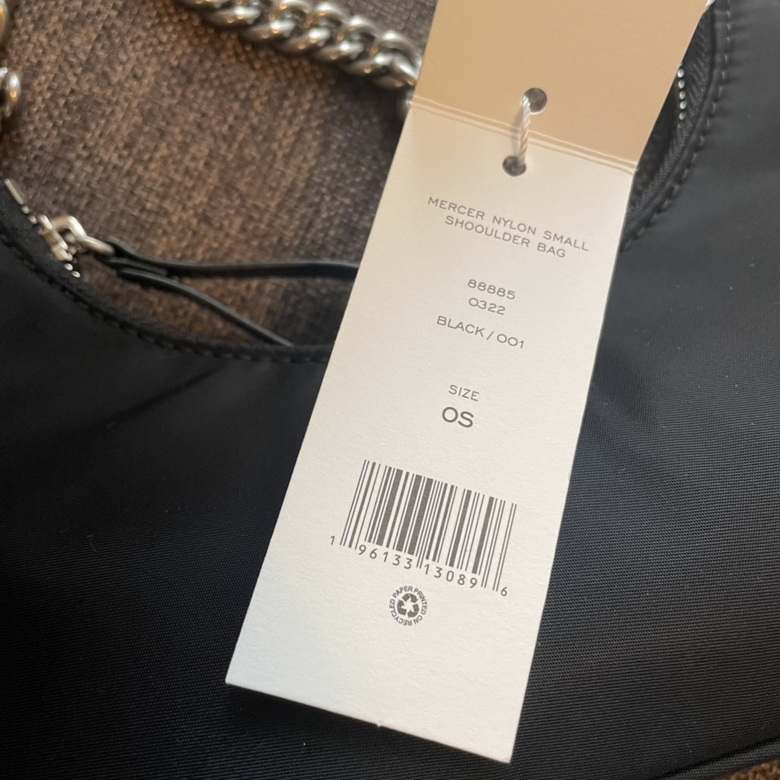 MERCER NYLON SMALL
SHOOULDER BAG
88885
0322
BLACK/001
SIZE
OS
1 96133 13089 6
PRINTED ON RECYCLED PAPER